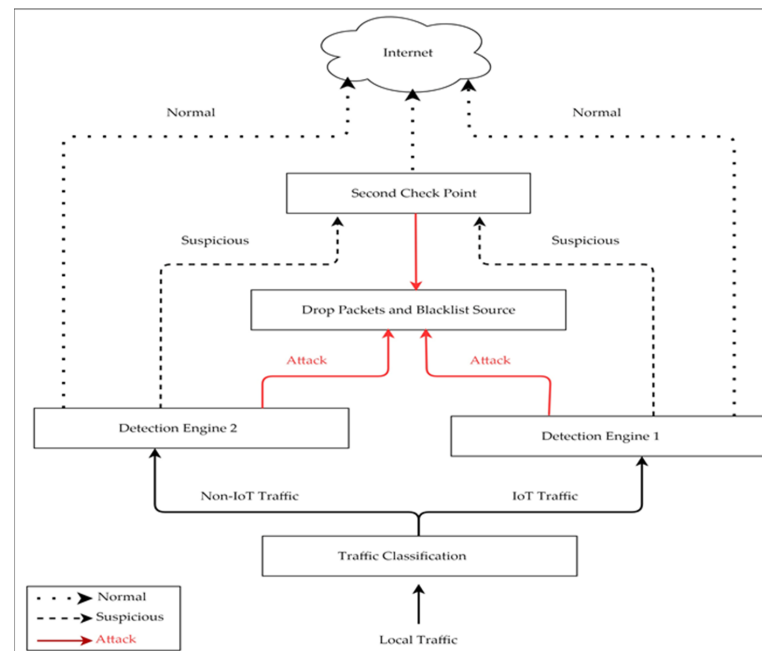 Internet
Normal
Normal
Second Check Point
Suspicious
Suspicious
Drop Packets and Blacklist Source
Attack
Attack
Detection Engine 2
Detection Engine 1
Non-IoT Traffic
IoT Traffic
Traffic Classification
Normal
Suspicious
Attack
Local Traffic